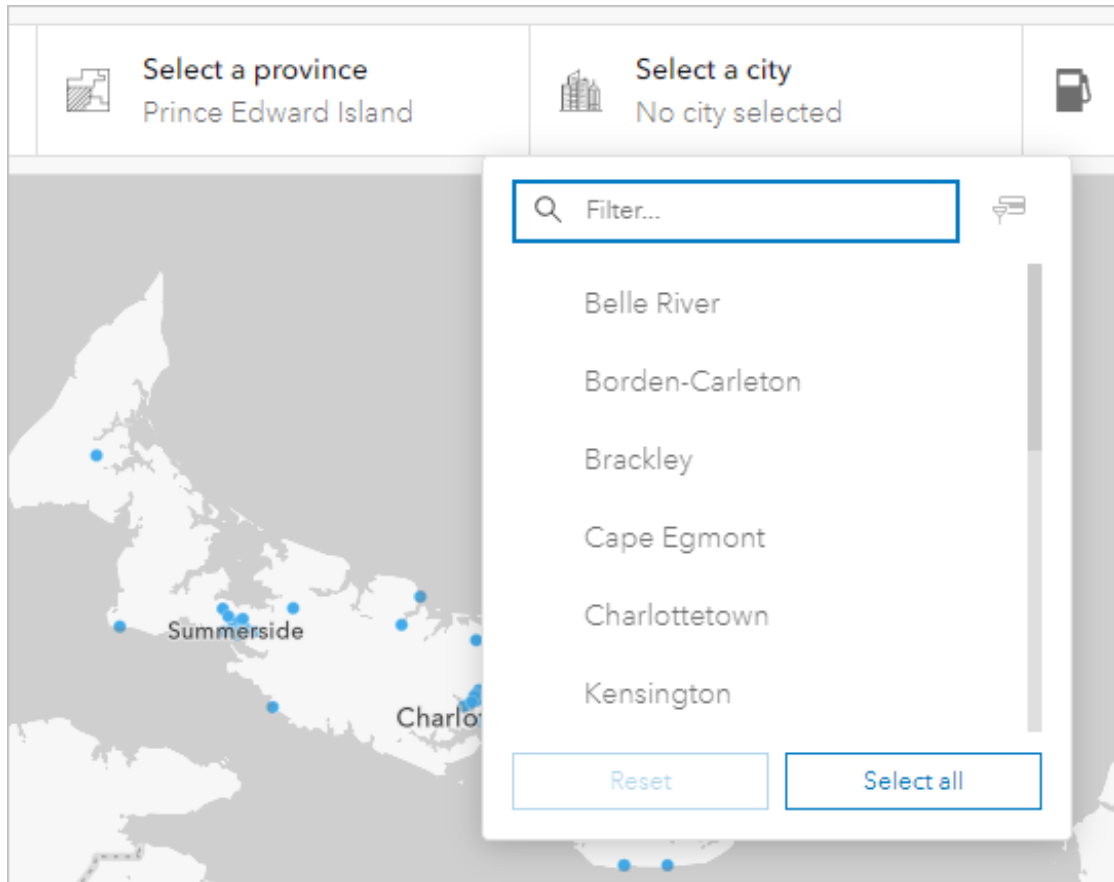 Select a province
Prince Edward Island
Select a city
No city selected
Filter...
Belle River
Borden-Carleton
Brackley
Cape Egmont
Charlottetown
Kensington
Reset
Select all
Summerside
Charlo